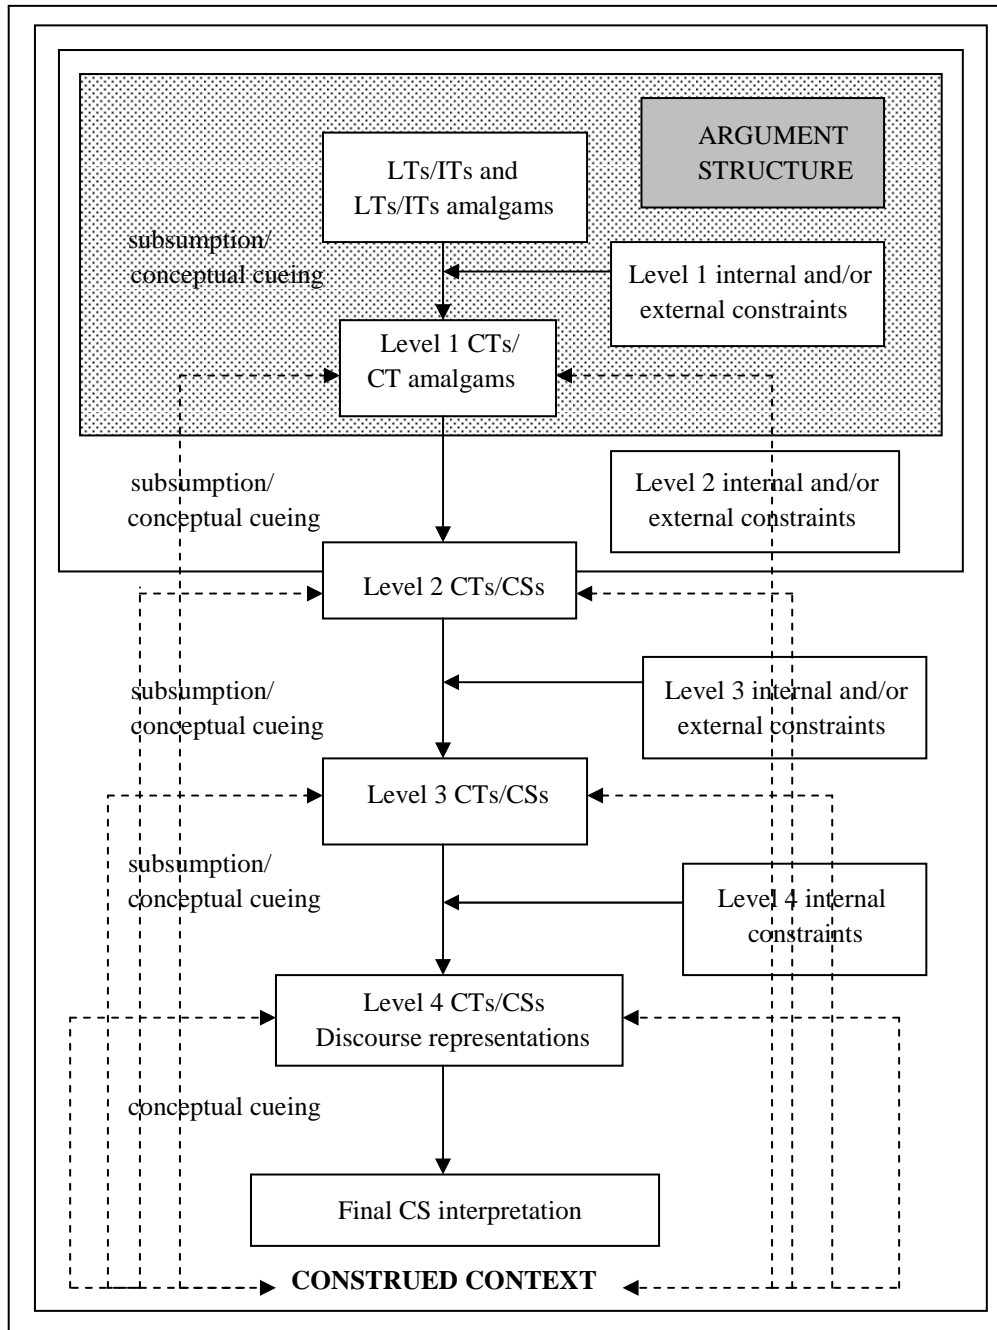 ARGUMENT
STRUCTURE
LTs/ITs and
LTs/ITs amalgams
subsumption/
conceptual cueing
Level 1 internal and/or
external constraints
Level 1 CTs/
CT amalgams
subsumption/
conceptual cueing
Level 2 internal and/or
external constraints
Level 2 CTs/CSs
subsumption/
conceptual cueing
Level 3 internal and/or
external constraints
Level 3 CTs/CSs
subsumption/
conceptual cueing
Level 4 internal
constraints
Level 4 CTs/CSs
Discourse representations
conceptual cueing
Final CS interpretation
CONSTRUED CONTEXT